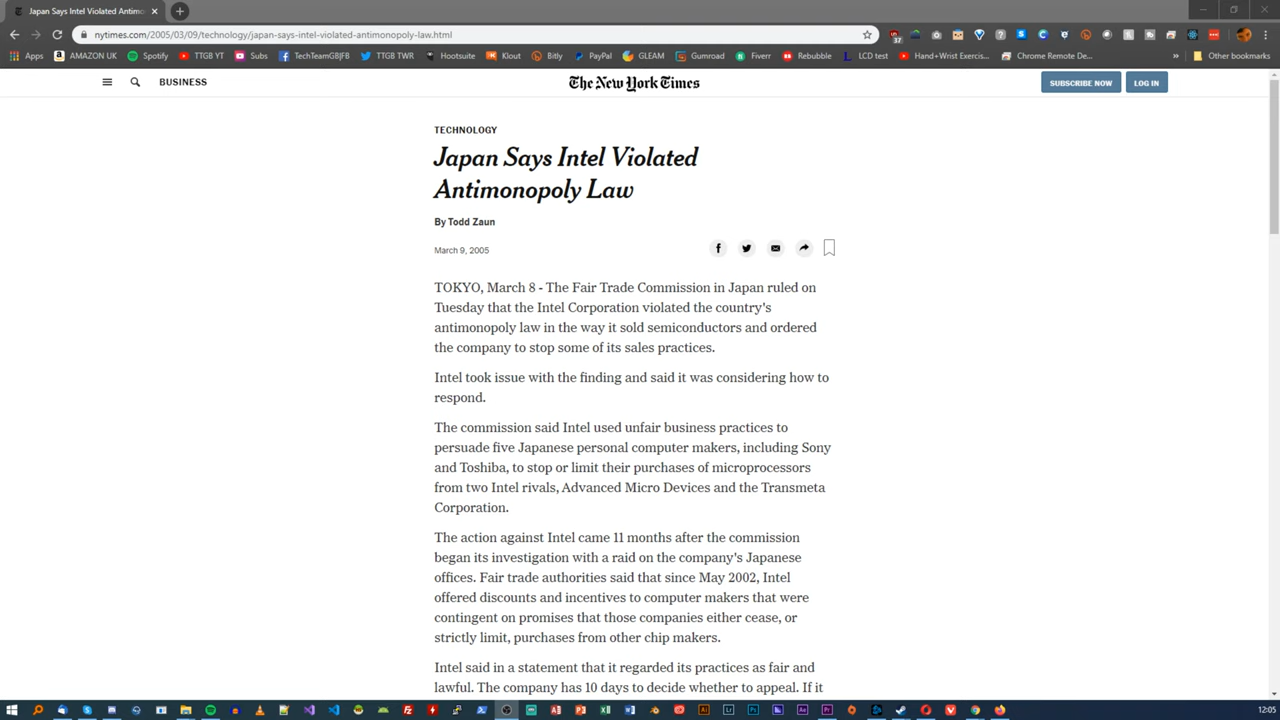 Japan Says Intel Violated Antimo
nytimes.com/2005/03/09/technology/japan-says-intel-violated-antimonopoly-law.html
37
Apps AMAZON UK Spotify TTGB YT Subs TechTeamGB|FB TTGB TWR Hootsuite Klout Bitly PayPal GLEAM Gumroad Fiverr Rebubble LCD test Hand+Wrist Exercis... Chrome Remote De... » Other bookmarks
BUSINESS The New York Times SUBSCRIBE NOW LOG IN
TECHNOLOGY
Japan Says Intel Violated
Antimonopoly Law
By Todd Zaun
March 9, 2005
TOKYO, March 8 - The Fair Trade Commission in Japan ruled on
Tuesday that the Intel Corporation violated the country's
antimonopoly law in the way it sold semiconductors and ordered
the company to stop some of its sales practices.
Intel took issue with the finding and said it was considering how to
respond.
The commission said Intel used unfair business practices to
persuade five Japanese personal computer makers, including Sony
and Toshiba, to stop or limit their purchases of microprocessors
from two Intel rivals, Advanced Micro Devices and the Transmeta
Corporation.
The action against Intel came 11 months after the commission
began its investigation with a raid on the company's Japanese
offices. Fair trade authorities said that since May 2002, Intel
offered discounts and incentives to computer makers that were
contingent on promises that those companies either cease, or
strictly limit, purchases from other chip makers.
Intel said in a statement that it regarded its practices as fair and
lawful. The company has 10 days to decide whether to appeal. If it
12:05